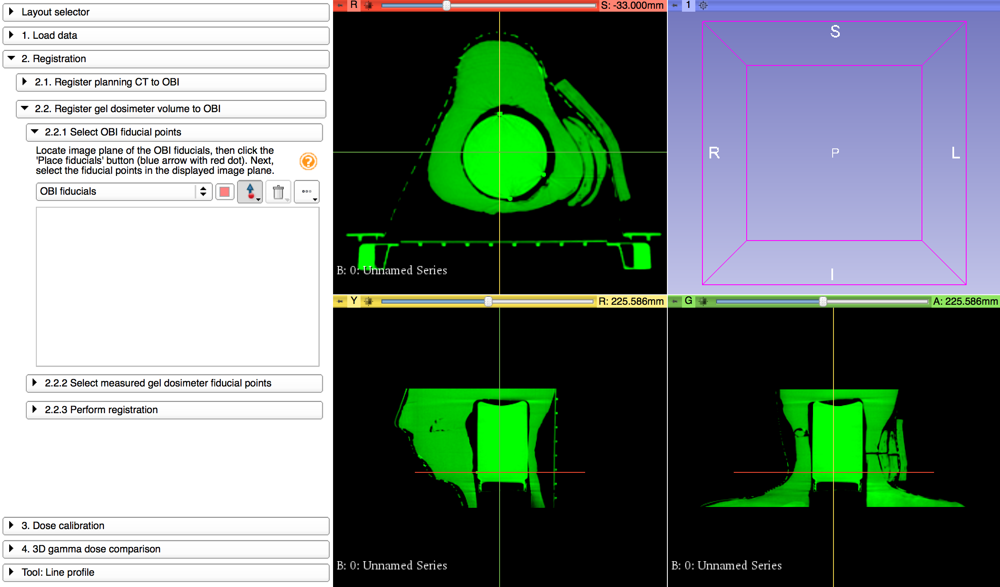 Layout selector
1. Load data
2. Registration
2.1. Register planning CT to OBI
2.2. Register gel dosimeter volume to OBI
2.2.1 Select OBI fiducial points
Locate image plane of the OBI fiducials, then click the
'Place fiducials' button (blue arrow with red dot). Next,
select the fiducial points in the displayed image plane.
OBI fiducials
2.2.2 Select measured gel dosimeter fiducial points
2.2.3 Perform registration
3. Dose calibration
4. 3D gamma dose comparison
Tool: Line profile
R
S: -33.000mm
B: 0: Unnamed Series
1
S
R
P
L
I
Y
R: 225.586mm
B: 0: Unnamed Series
G
A: 225.586mm
B: 0: Unnamed Series